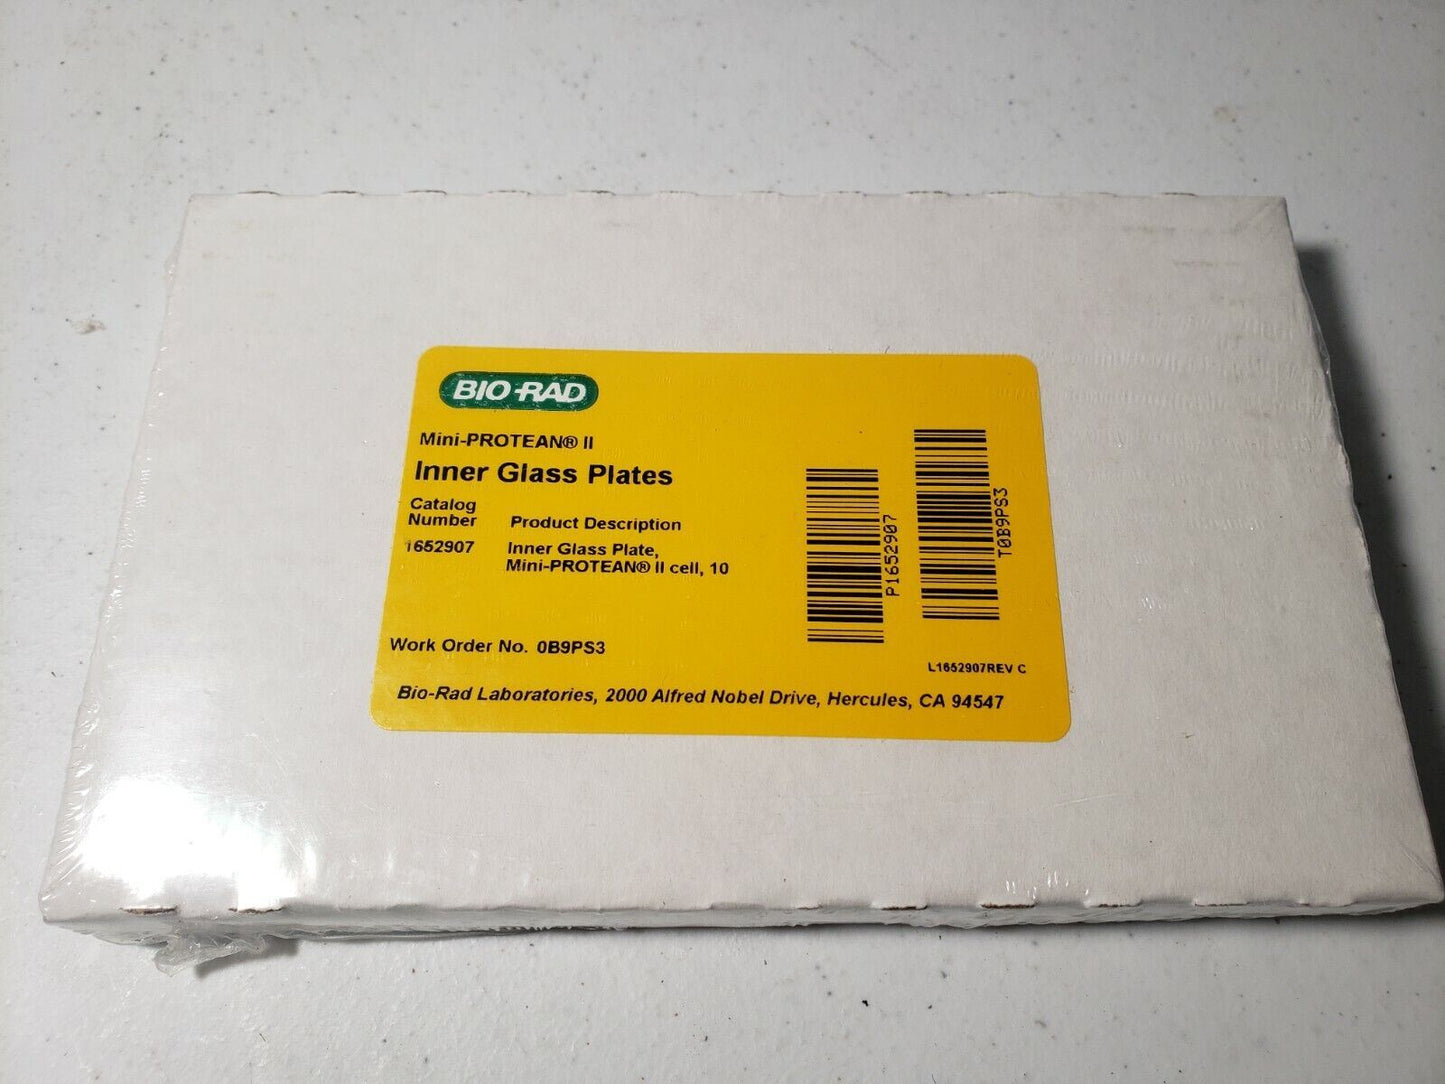 BIO-RAD
Mini-PROTEAN® II
Inner Glass Plates
Catalog
Number Product Description
1652907 Inner Glass Plate,
Mini-PROTEAN® II cell, 10
P1652907
T0B9PS3
Work Order No. 0B9PS3
L1652907REV C
Bio-Rad Laboratories, 2000 Alfred Nobel Drive, Hercules, CA 94547